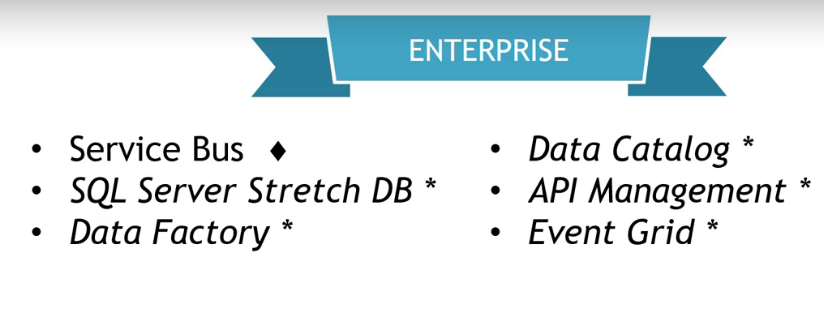 ENTERPRISE
• Service Bus ♦
• SQL Server Stretch DB *
• Data Factory *
• Data Catalog *
• API Management *
• Event Grid *